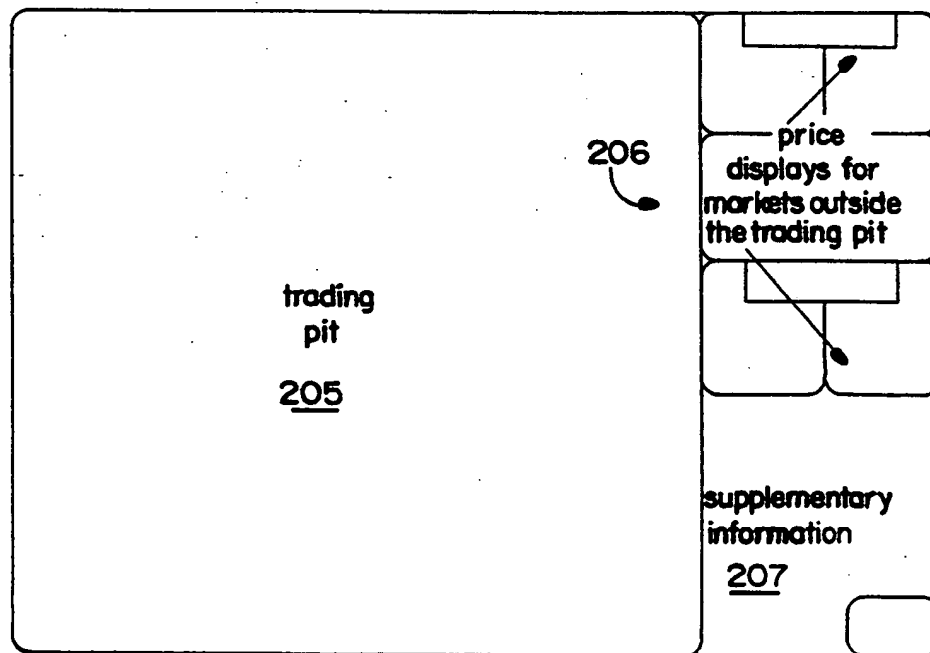 trading
pit
205
206
price
displays for
markets outside
the trading pit
supplementary
information
207